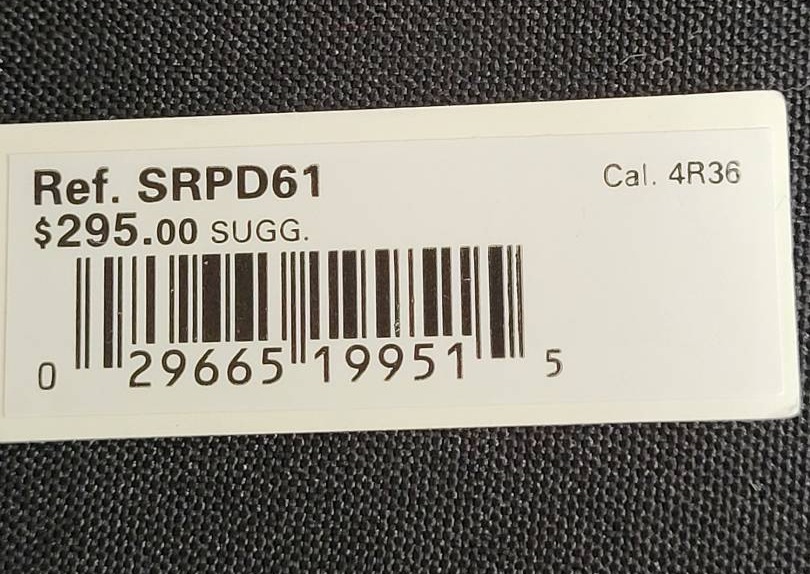 Ref. SRPD61
Cal. 4R36
$295.00 SUGG.
0 29665 19951 5